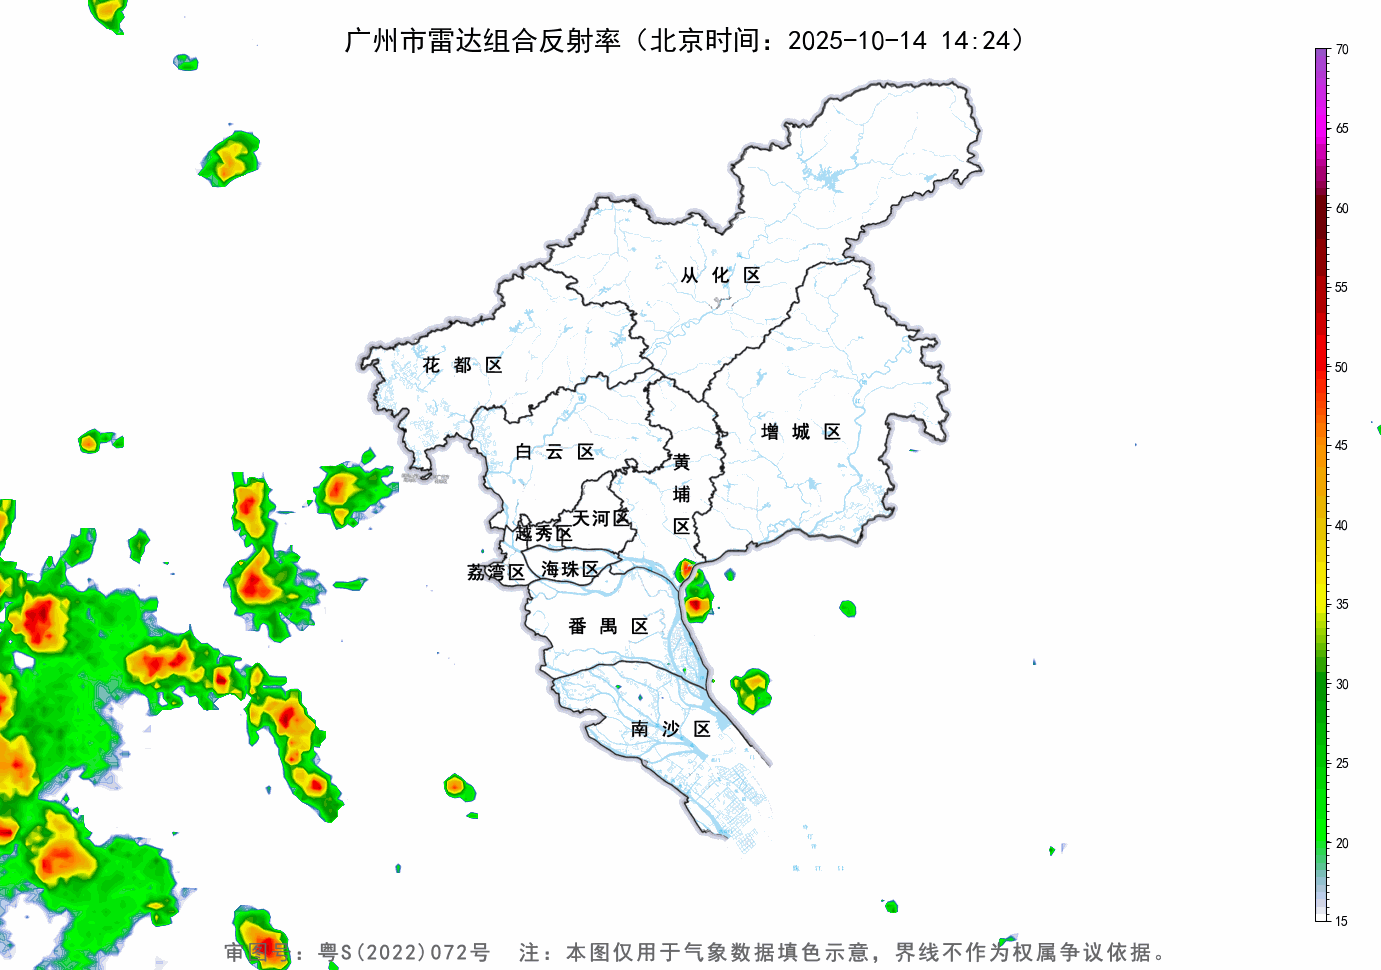 广州市雷达组合反射率（北京时间：2025-10-14 14:24）
70
65
60
55
50
45
40
35
30
25
20
15
从化区
花都区
增城区
白云区
黄埔区
天河区
越秀区
荔湾区
海珠区
番禺区
南沙区
审图号：粤S(2022)072号 注：本图仅用于气象数据填色示意，界线不作为权属争议依据。